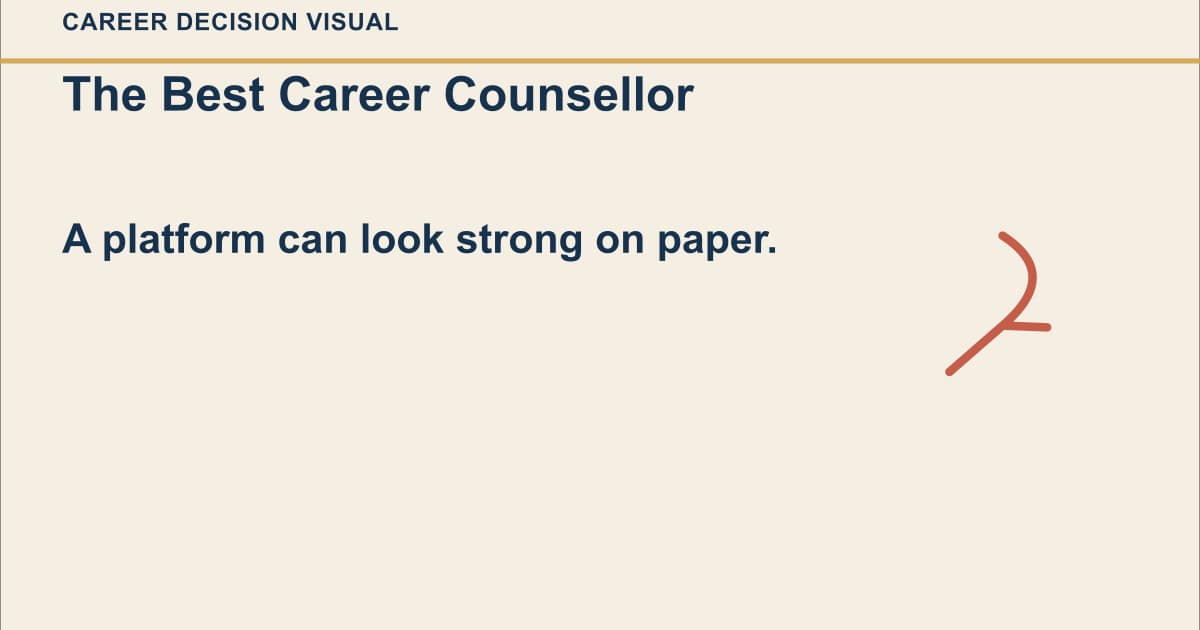 CAREER DECISION VISUAL
The Best Career Counsellor
A platform can look strong on paper.